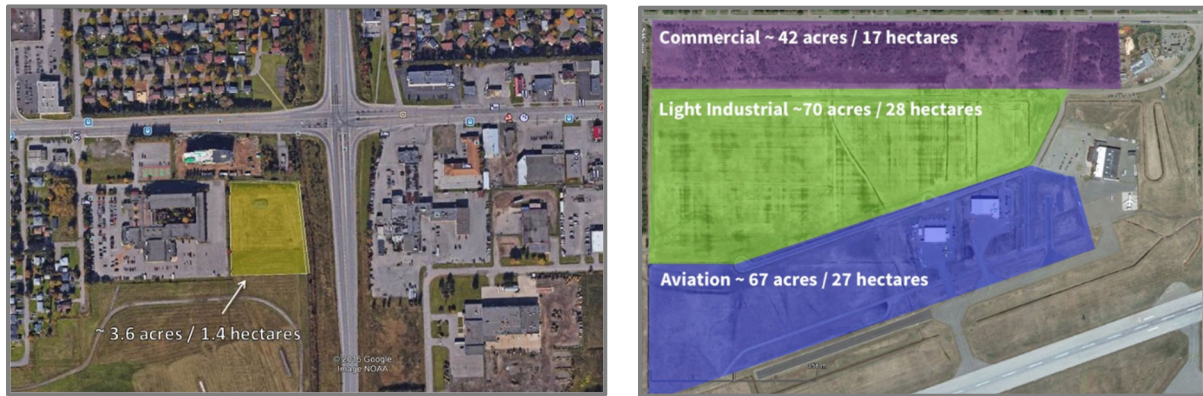 ~ 3.6 acres / 1.4 hectares
© 2016 Google
Image NOAA
Commercial ~ 42 acres / 17 hectares
Light Industrial ~70 acres / 28 hectares
Aviation ~ 67 acres / 27 hectares